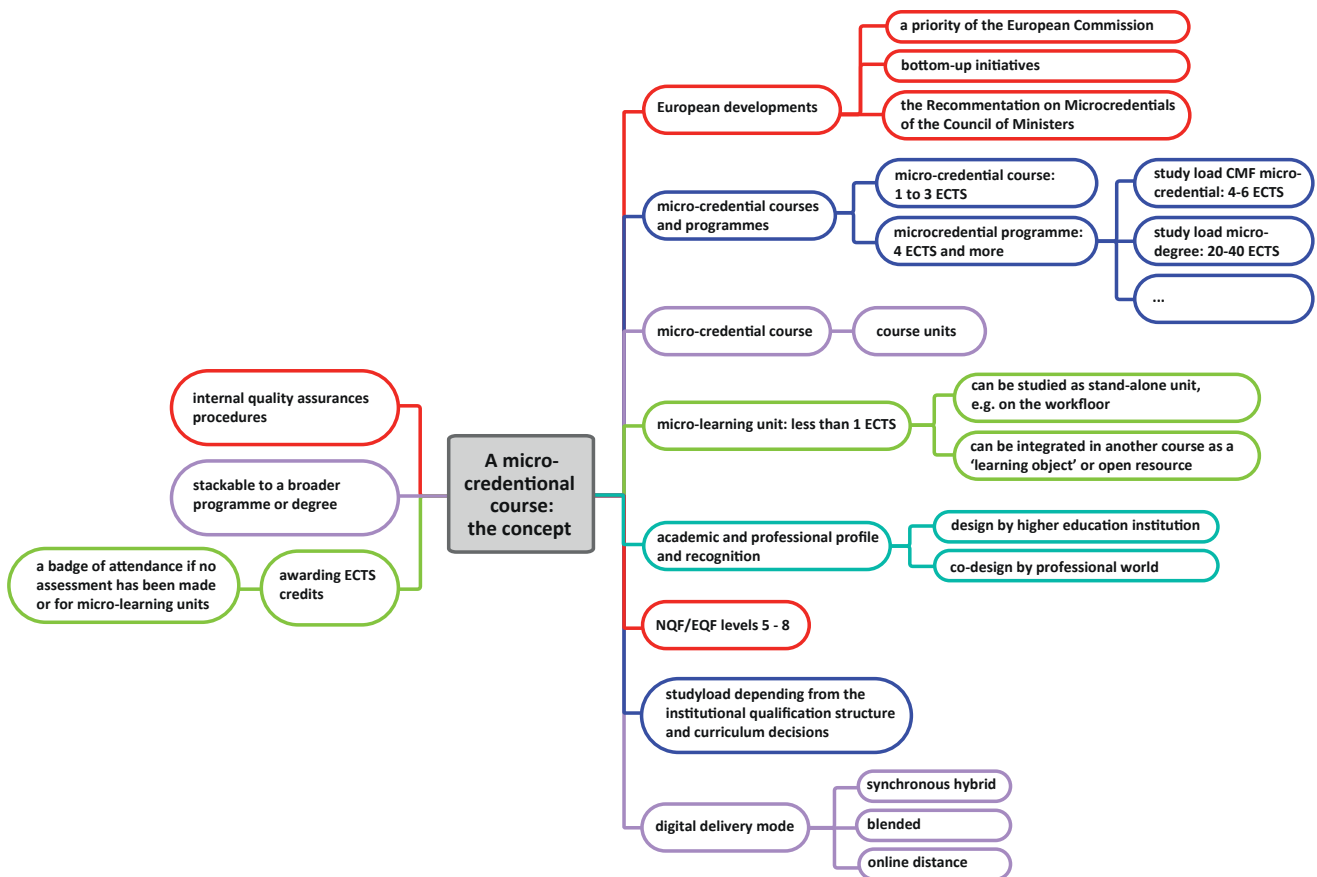 a priority of the European Commission
bottom-up initiatives
European developments
the Recommentation on Microcredentials
of the Council of Ministers
micro-credential courses
and programmes
micro-credential course:
1 to 3 ECTS
microcredential programme:
4 ECTS and more
study load CMF micro-
credential: 4-6 ECTS
study load micro-
degree: 20-40 ECTS
...
micro-credential course
course units
micro-learning unit: less than 1 ECTS
can be studied as stand-alone unit,
e.g. on the workfloor
can be integrated in another course as a
‘learning object’ or open resource
internal quality assurances
procedures
stackable to a broader
programme or degree
a badge of attendance if no
assessment has been made
or for micro-learning units
awarding ECTS
credits
A micro-
credentional
course:
the concept
academic and professional profile
and recognition
design by higher education institution
co-design by professional world
NQF/EQF levels 5 - 8
studyload depending from the
institutional qualification structure
and curriculum decisions
digital delivery mode
synchronous hybrid
blended
online distance